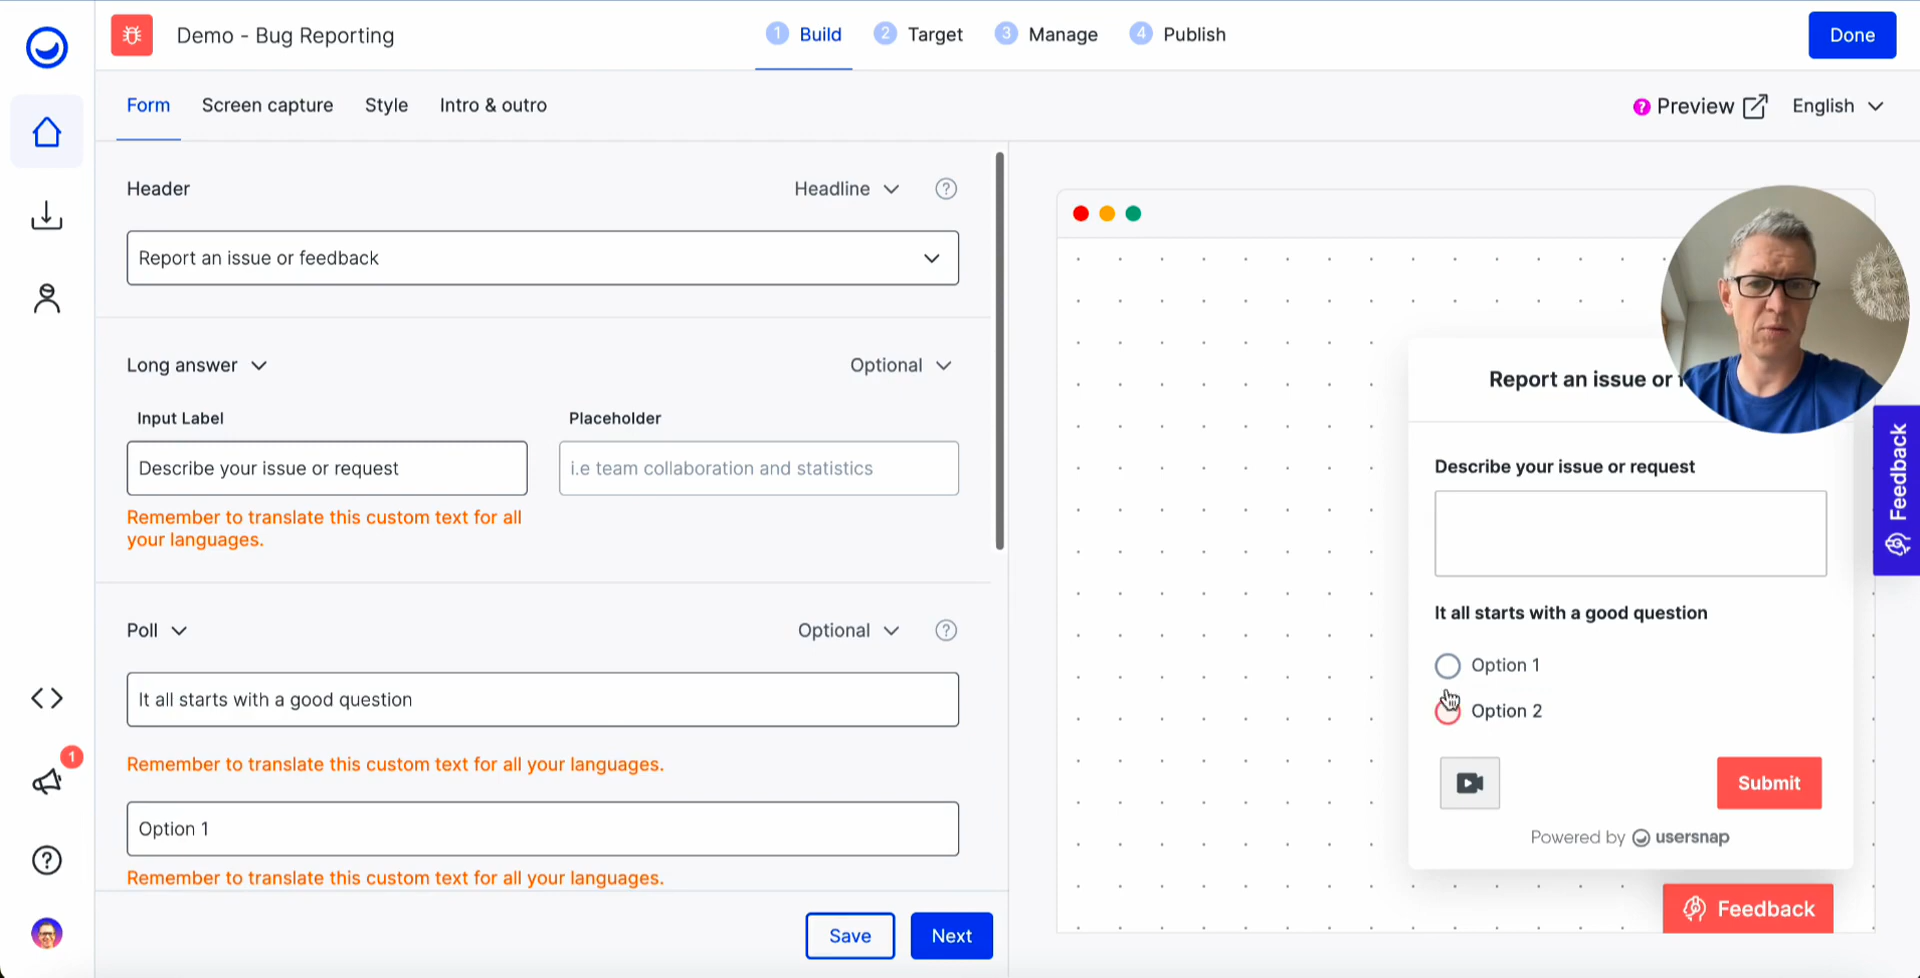 Demo - Bug Reporting
1 Build
2 Target
3 Manage
4 Publish
Done
Form
Screen capture
Style
Intro & outro
? Preview
English
Header
Headline
?
Report an issue or feedback
Long answer
Optional
Input Label
Placeholder
Describe your issue or request
i.e team collaboration and statistics
Remember to translate this custom text for all
your languages.
Poll
Optional
?
It all starts with a good question
Remember to translate this custom text for all your languages.
Option 1
Remember to translate this custom text for all your languages.
Save
Next
1
?
Report an issue or
Describe your issue or request
It all starts with a good question
Option 1
Option 2
Submit
Powered by usersnap
Feedback
Feedback